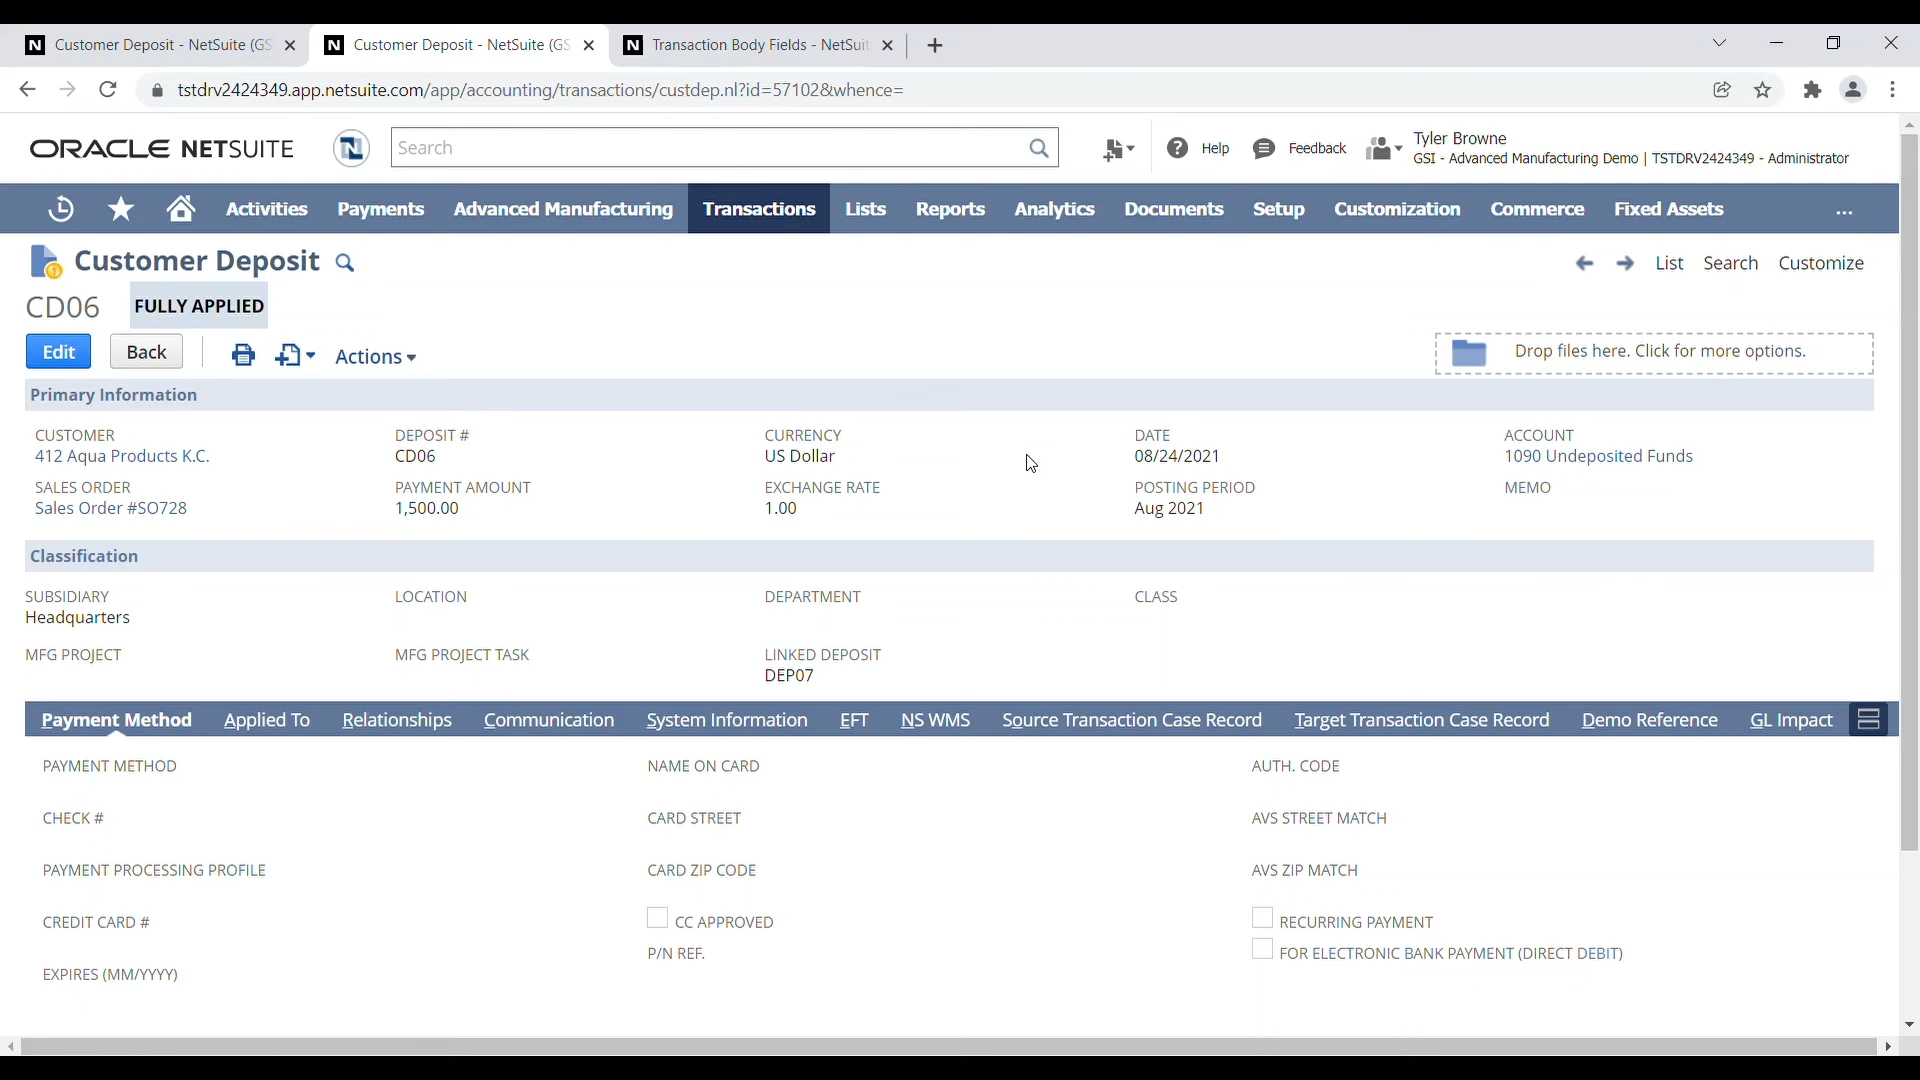 Customer Deposit - NetSuite (GS
Customer Deposit - NetSuite (GS
Transaction Body Fields - NetSuit
tstdrv2424349.app.netsuite.com/app/accounting/transactions/custdep.nl?id=57102&whence=
ORACLE NETSUITE
Search
Help
Feedback
Tyler Browne
GSI - Advanced Manufacturing Demo | TSTDRV2424349 - Administrator
Activities Payments Advanced Manufacturing Transactions Lists Reports Analytics Documents Setup Customization Commerce Fixed Assets ...
Customer Deposit
List Search Customize
CD06 FULLY APPLIED
Edit Back Actions
Drop files here. Click for more options.
Primary Information
CUSTOMER DEPOSIT # CURRENCY DATE ACCOUNT
412 Aqua Products K.C. CD06 US Dollar 08/24/2021 1090 Undeposited Funds
SALES ORDER PAYMENT AMOUNT EXCHANGE RATE POSTING PERIOD MEMO
Sales Order #SO728 1,500.00 1.00 Aug 2021
Classification
SUBSIDIARY LOCATION DEPARTMENT CLASS
Headquarters
MFG PROJECT MFG PROJECT TASK LINKED DEPOSIT
DEP07
Payment Method Applied To Relationships Communication System Information EFT NS WMS Source Transaction Case Record Target Transaction Case Record Demo Reference GL Impact
PAYMENT METHOD NAME ON CARD AUTH. CODE
CHECK # CARD STREET AVS STREET MATCH
PAYMENT PROCESSING PROFILE CARD ZIP CODE AVS ZIP MATCH
CREDIT CARD # CC APPROVED RECURRING PAYMENT
P/N REF. FOR ELECTRONIC BANK PAYMENT (DIRECT DEBIT)
EXPIRES (MM/YYYY)